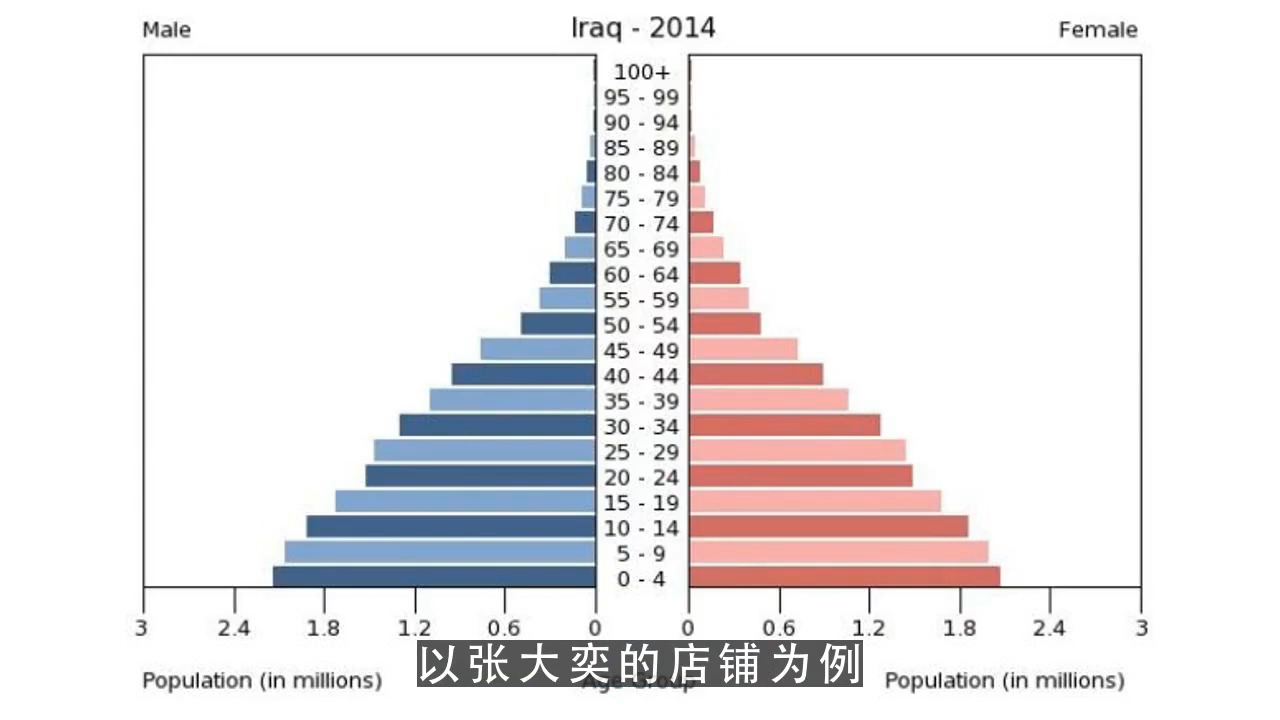 Male Iraq - 2014 Female
100+
95 - 99
90 - 94
85 - 89
80 - 84
75 - 79
70 - 74
65 - 69
60 - 64
55 - 59
50 - 54
45 - 49
40 - 44
35 - 39
30 - 34
25 - 29
20 - 24
15 - 19
10 - 14
5 - 9
0 - 4
3 2.4 1.8 1.2 0.6 0 0 0.6 1.2 1.8 2.4 3
以张大奕的店铺为例
Population (in millions) Age Group Population (in millions)